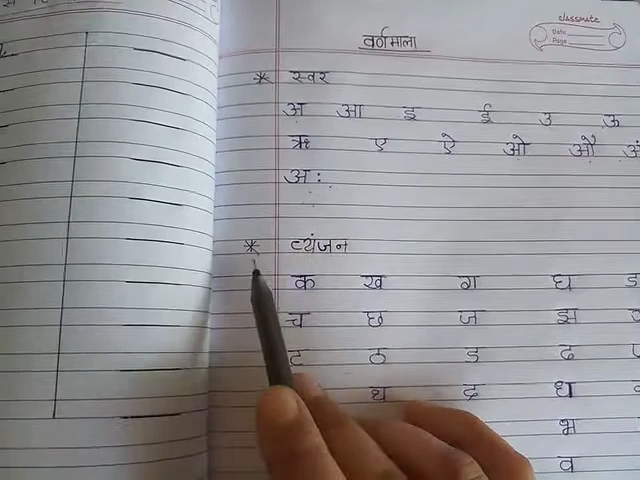 classmate
Date
Page
वर्णमाला
* स्वर
अ आ इ ई उ ऊ
ऋ ए ऐ ओ औ अं
अः
* व्यंजन
क ख ग घ ङ
च छ ज झ
ट ठ ड ढ
थ द ध
भ
व